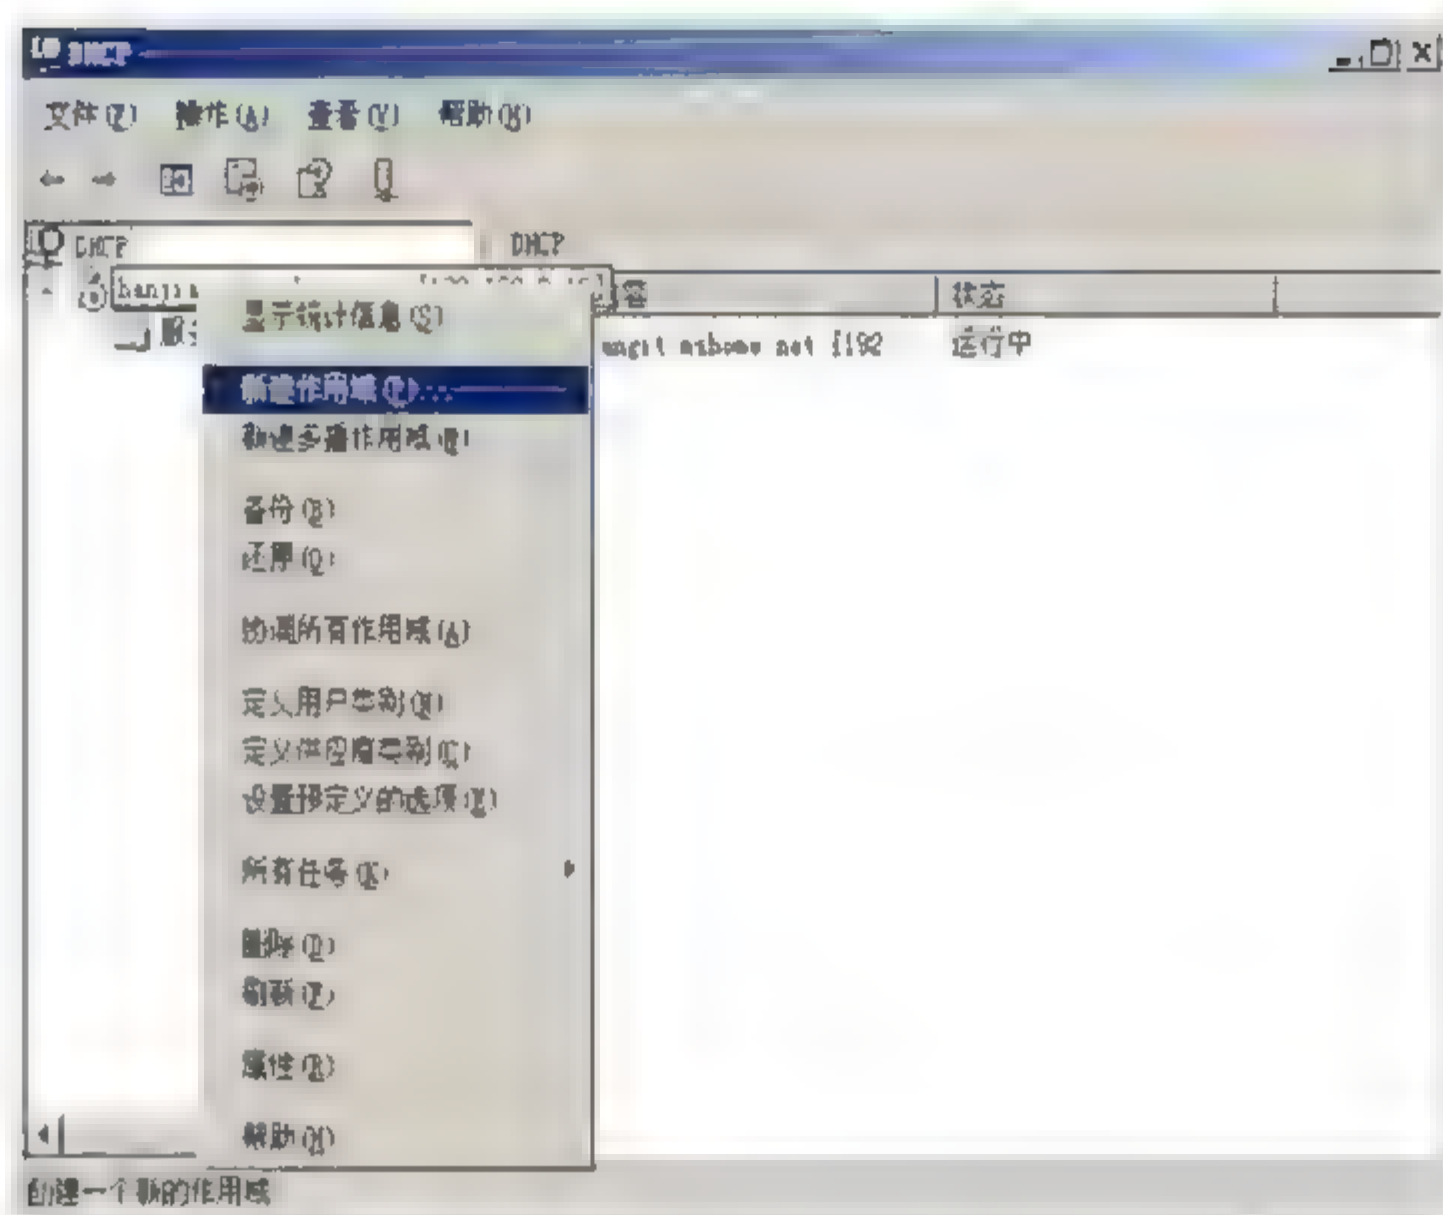 DHCP
文件(F) 操作(A) 查看(V) 帮助(H)
DHCP
DHCP
状态
显示统计信息(S)
[192
运行中
新建作用域(P)...
新建多播作用域(W)
备份(B)
还原(O)
协调所有作用域(A)
定义用户类别(N)
定义供应商类别(C)
设置预定义的选项(E)
所有任务(K)
删除(D)
刷新(F)
属性(R)
帮助(H)
创建一个新的作用域